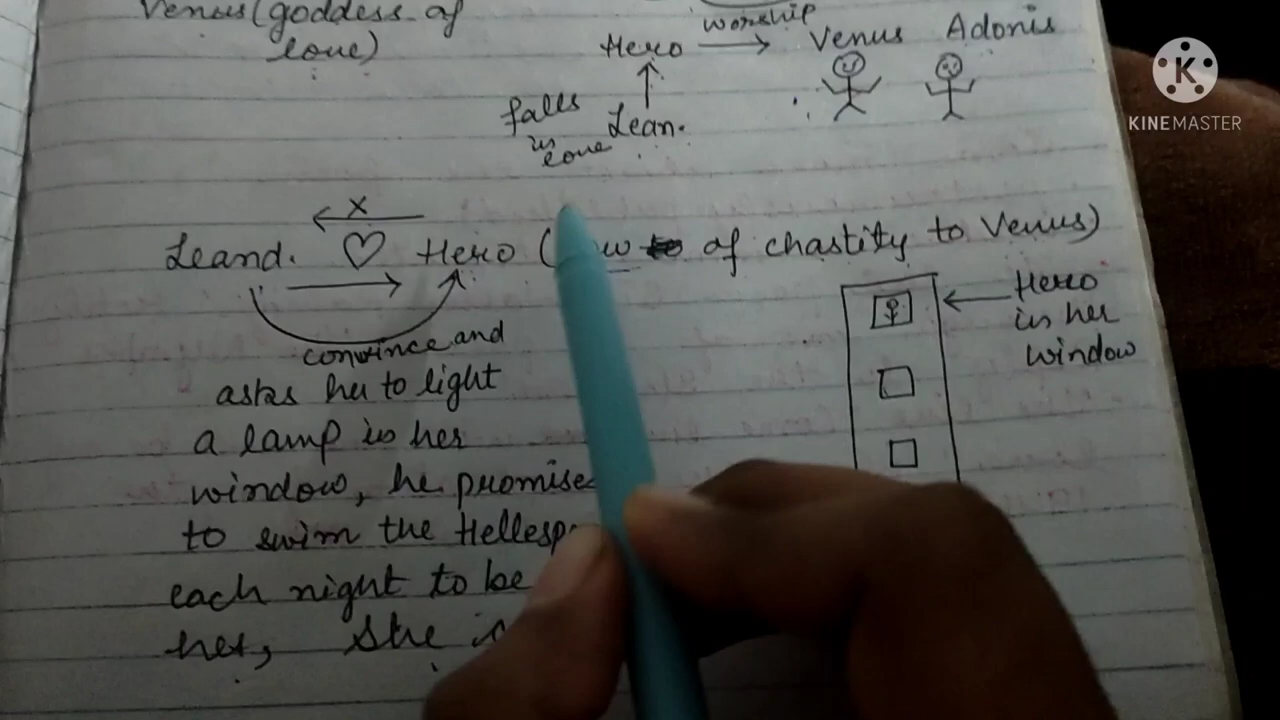 Venus(goddess of
love)
worship
Hero → Venus Adonis
falls
in
love
Lean.
KINEMASTER
x
Leand. ♡ Hero ( of chastity to Venus)
convince and
asks her to light
a lamp in her
window, he promise
to swim the Hellesp
each night to be
her, She
Hero
in her
window